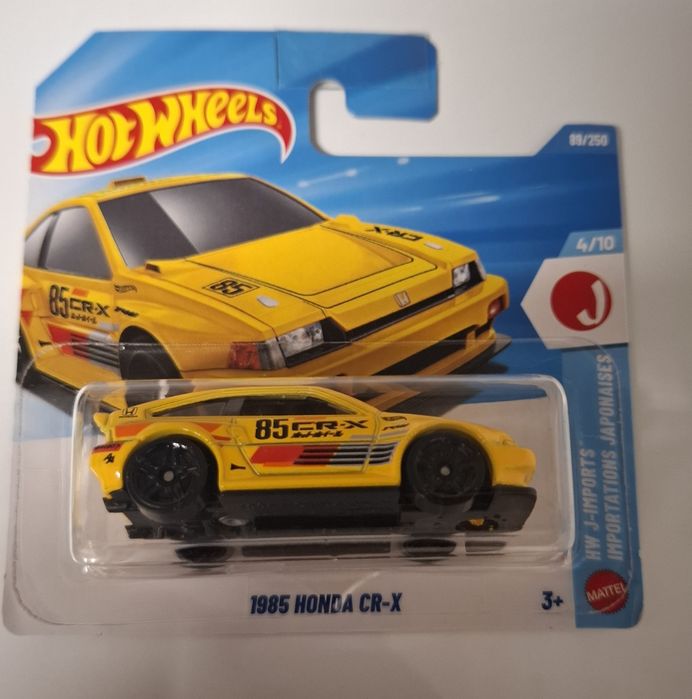 HOT WHEELS
89/250
4/10
J
CR-X
85
85 CR-X
85 CR-X
HW J-IMPORTS
IMPORTATIONS JAPONAISES
1985 HONDA CR-X
3+
MATTEL